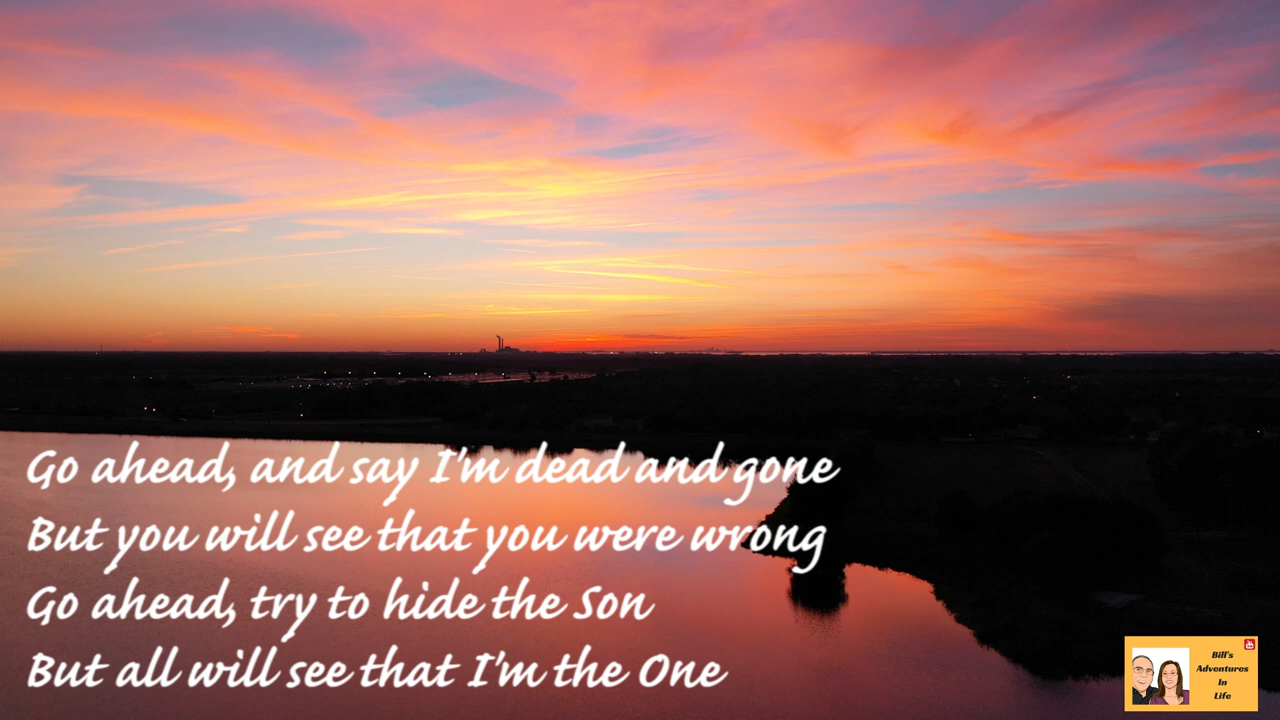 Go ahead, and say I'm dead and gone
But you will see that you were wrong
Go ahead, try to hide the Son
But all will see that I'm the One
Bill's
Adventures
In
Life